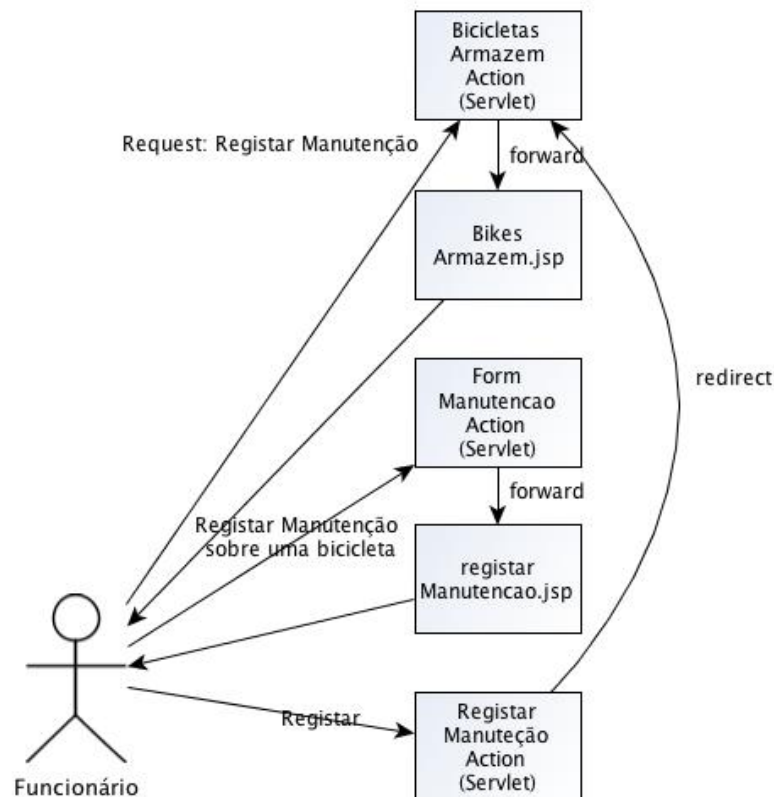 Bicicletas
Armazem
Action
(Servlet)
Request: Registar Manutenção
forward
Bikes
Armazem.jsp
Form
Manutencao
Action
(Servlet)
redirect
forward
Registar Manutenção
sobre uma bicicleta
registar
Manutencao.jsp
Registar
Registar
Manuteção
Action
(Servlet)
Funcionário